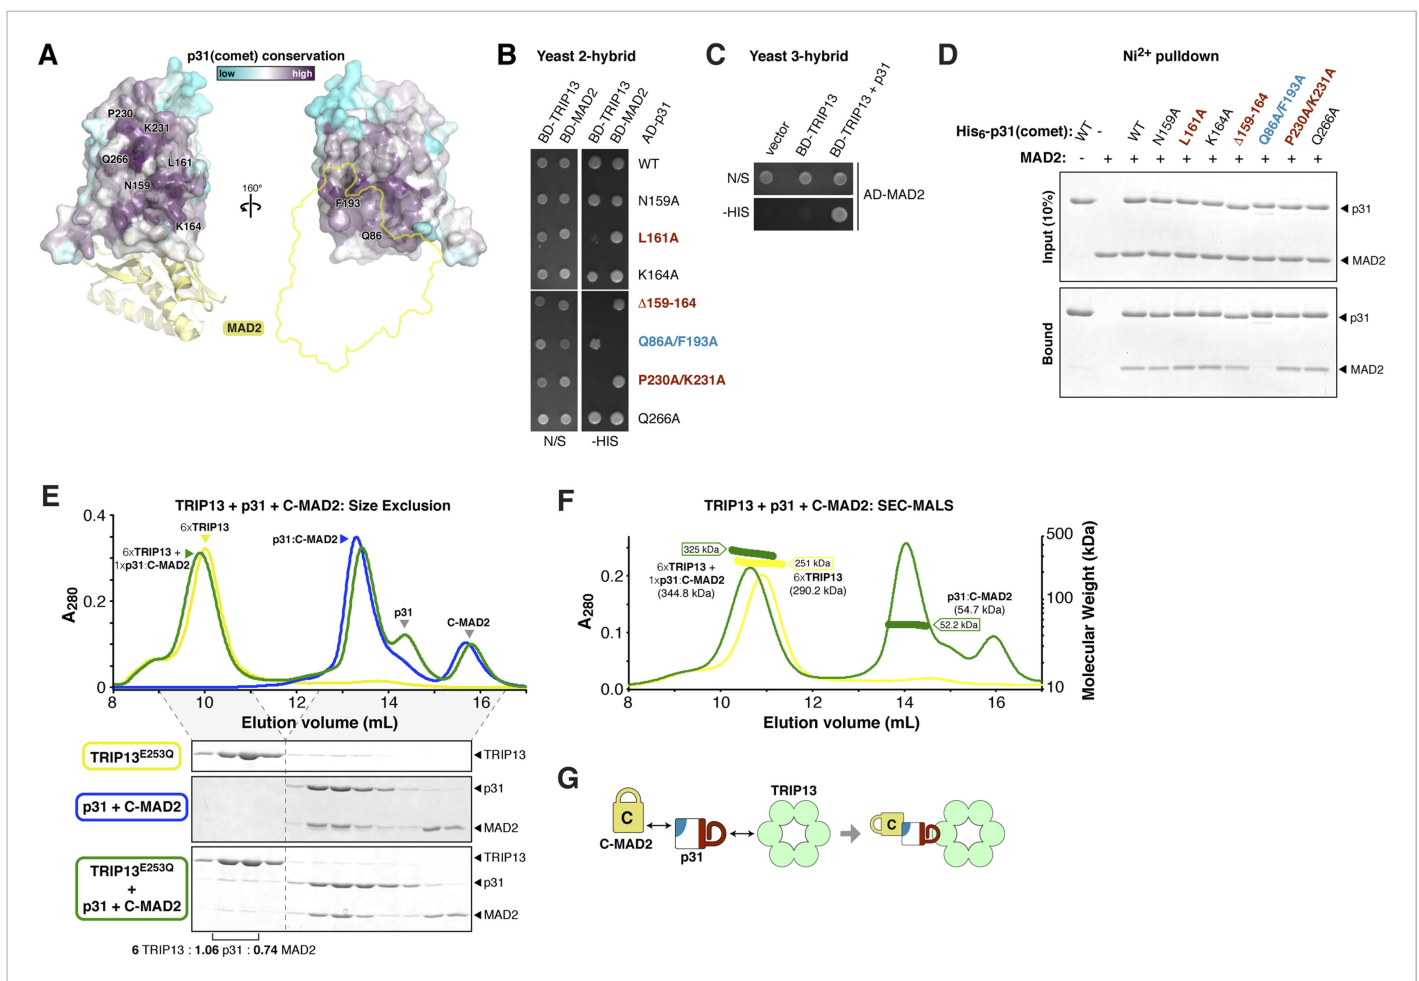 A
p31(comet) conservation
low high
P230
K231
Q266
L161
N159
K164
160°
F193
Q86
MAD2
B
Yeast 2-hybrid
BD-TRIP13
BD-MAD2
BD-TRIP13
BD-MAD2
AD-p31
WT
N159A
L161A
K164A
Δ159-164
Q86A/F193A
P230A/K231A
Q266A
N/S -HIS
C
Yeast 3-hybrid
vector
BD-TRIP13
BD-TRIP13 + p31
N/S
-HIS
AD-MAD2
D
Ni2+ pulldown
His6-p31(comet): WT - WT N159A L161A K164A Δ159-164 Q86A/F193A P230A/K231A Q266A
MAD2: - + + + + + + + + +
Input (10%)
p31
MAD2
Bound
p31
MAD2
E
TRIP13 + p31 + C-MAD2: Size Exclusion
0.4
0.2
0
A280
6xTRIP13
6xTRIP13 +
1xp31:C-MAD2
p31:C-MAD2
p31
C-MAD2
8 10 12 14 16
Elution volume (mL)
TRIP13E253Q
TRIP13
p31 + C-MAD2
p31
MAD2
TRIP13E253Q
+
p31 + C-MAD2
TRIP13
p31
MAD2
6 TRIP13 : 1.06 p31 : 0.74 MAD2
F
TRIP13 + p31 + C-MAD2: SEC-MALS
0.2
0.1
0.0
A280
325 kDa
6xTRIP13 +
1xp31:C-MAD2
(344.8 kDa)
251 kDa
6xTRIP13
(290.2 kDa)
p31:C-MAD2
(54.7 kDa)
52.2 kDa
500
100
10
Molecular Weight (kDa)
8 10 12 14 16
Elution volume (mL)
G
TRIP13
C
C-MAD2
p31
C